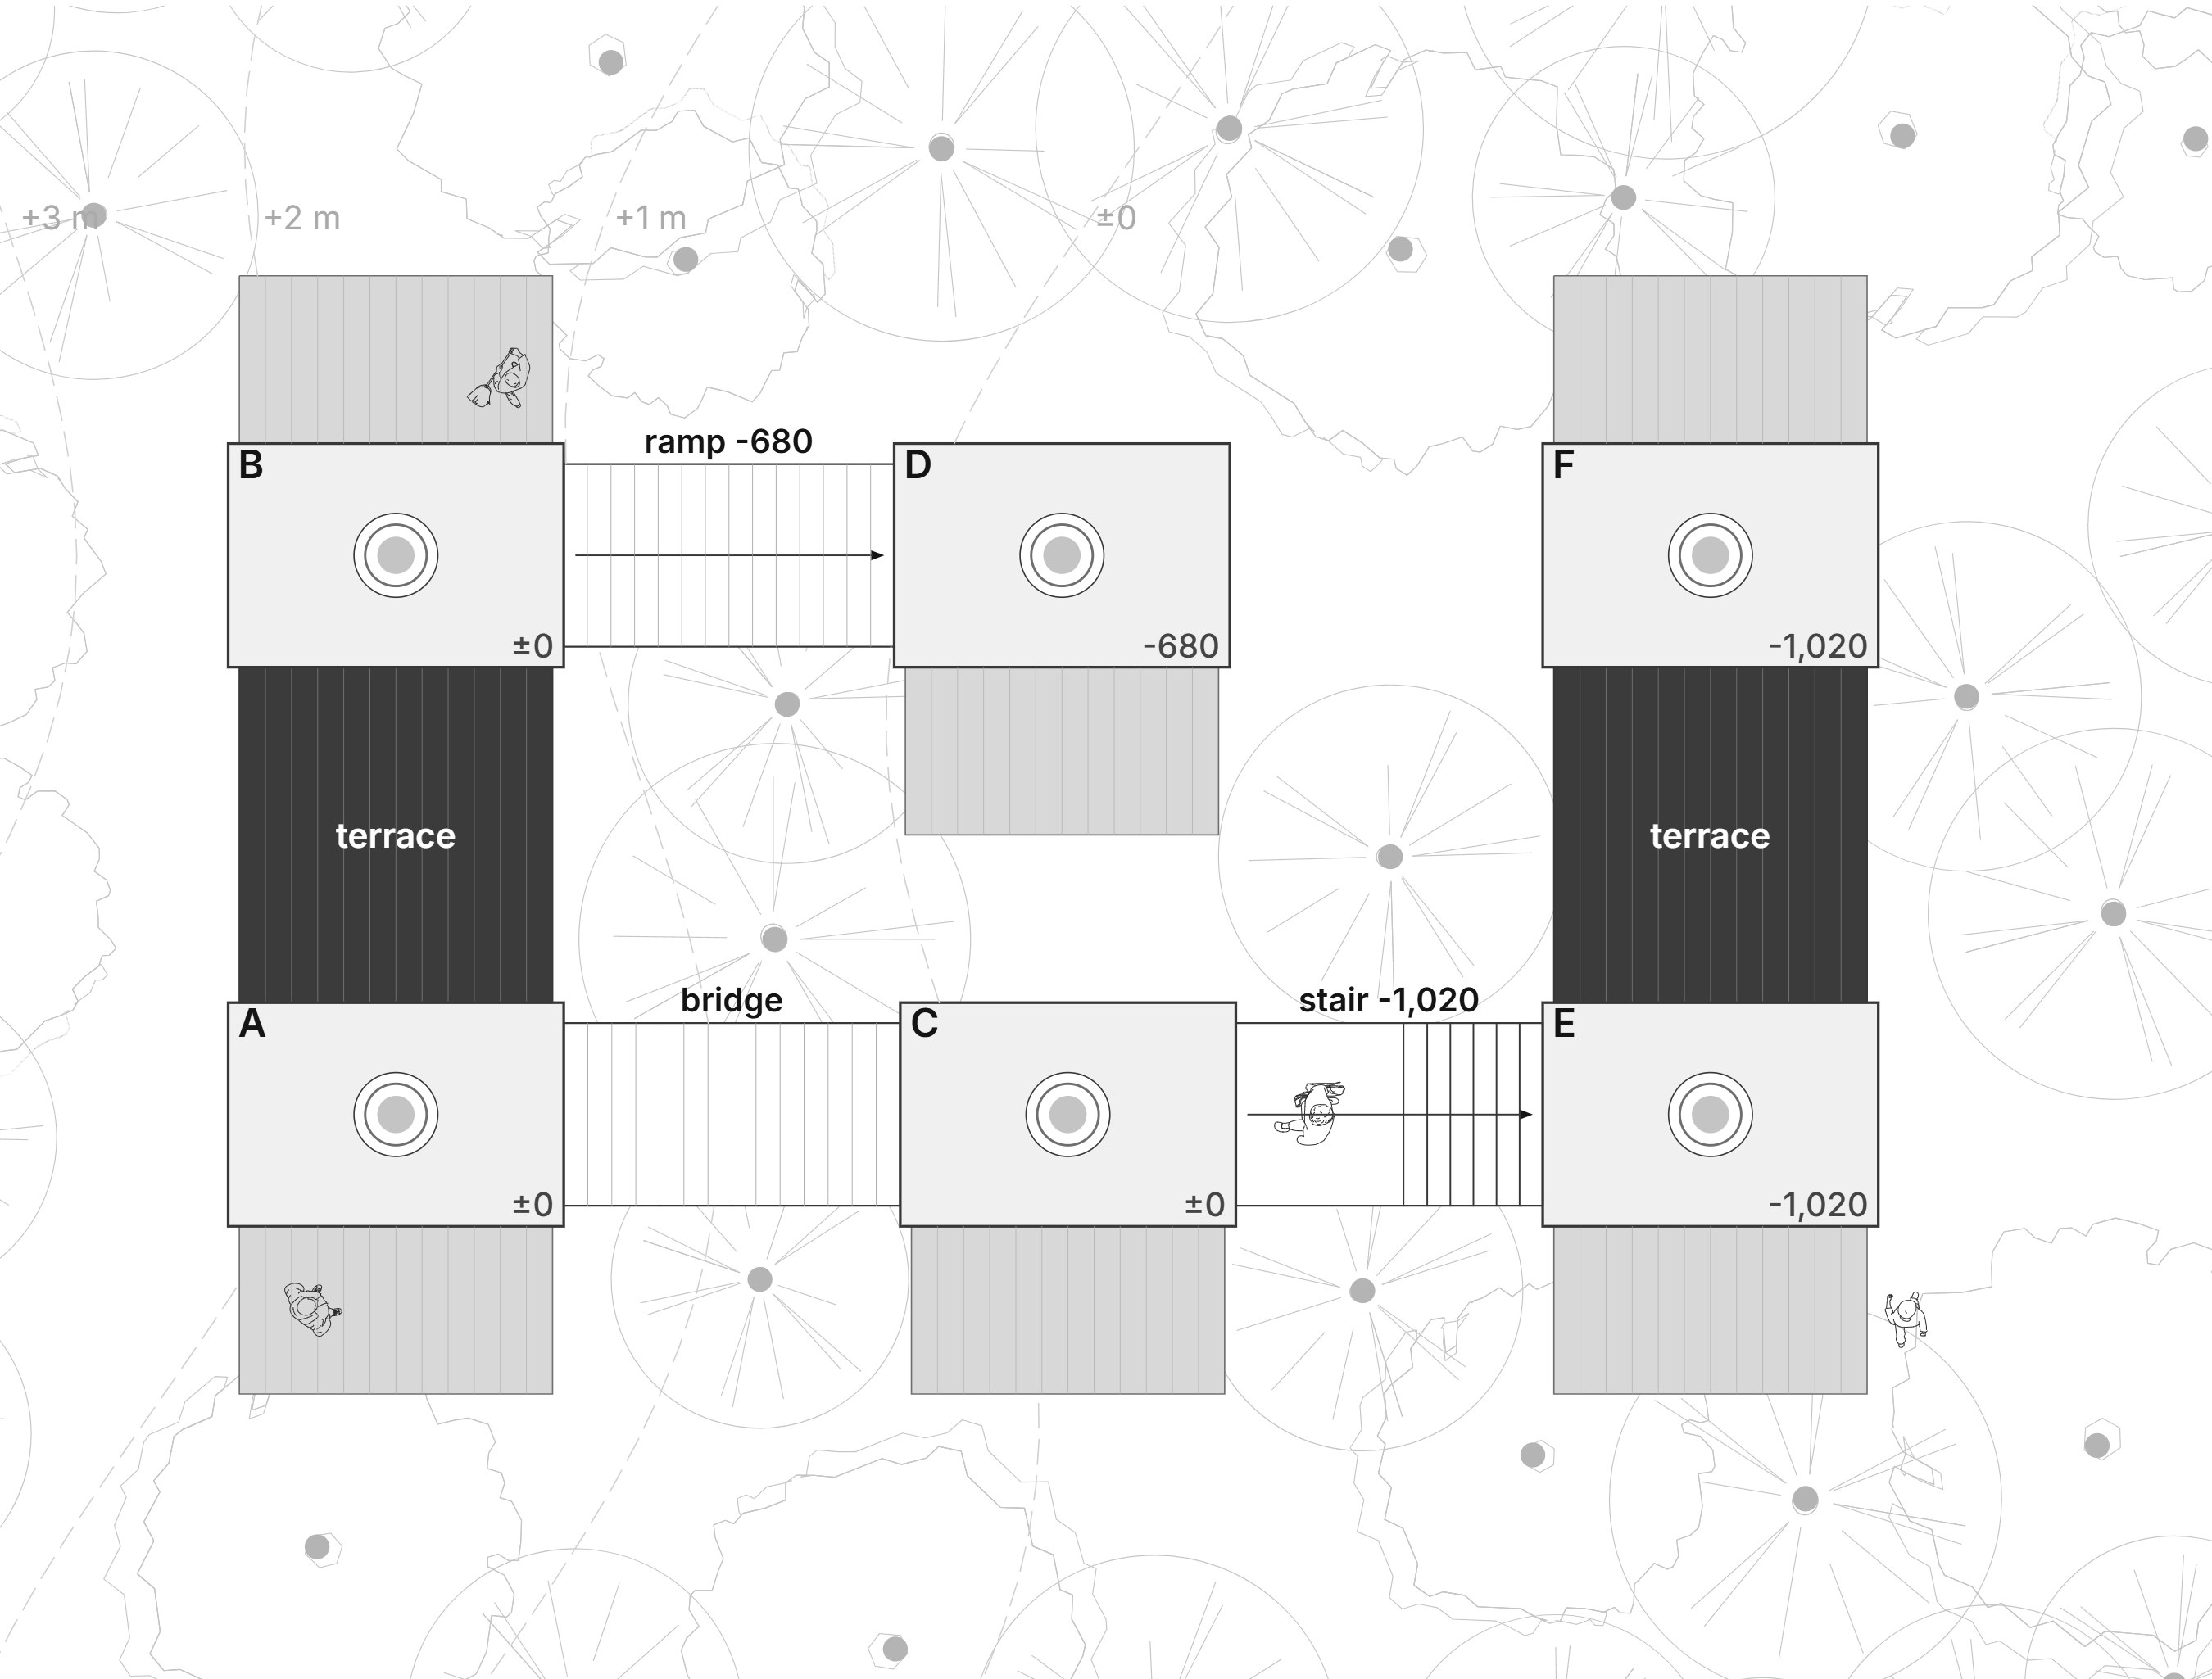 +3 m
+2 m
+1 m
±0
ramp -680
B
D
F
±0
-680
-1,020
terrace
terrace
bridge
stair -1,020
A
C
E
±0
±0
-1,020